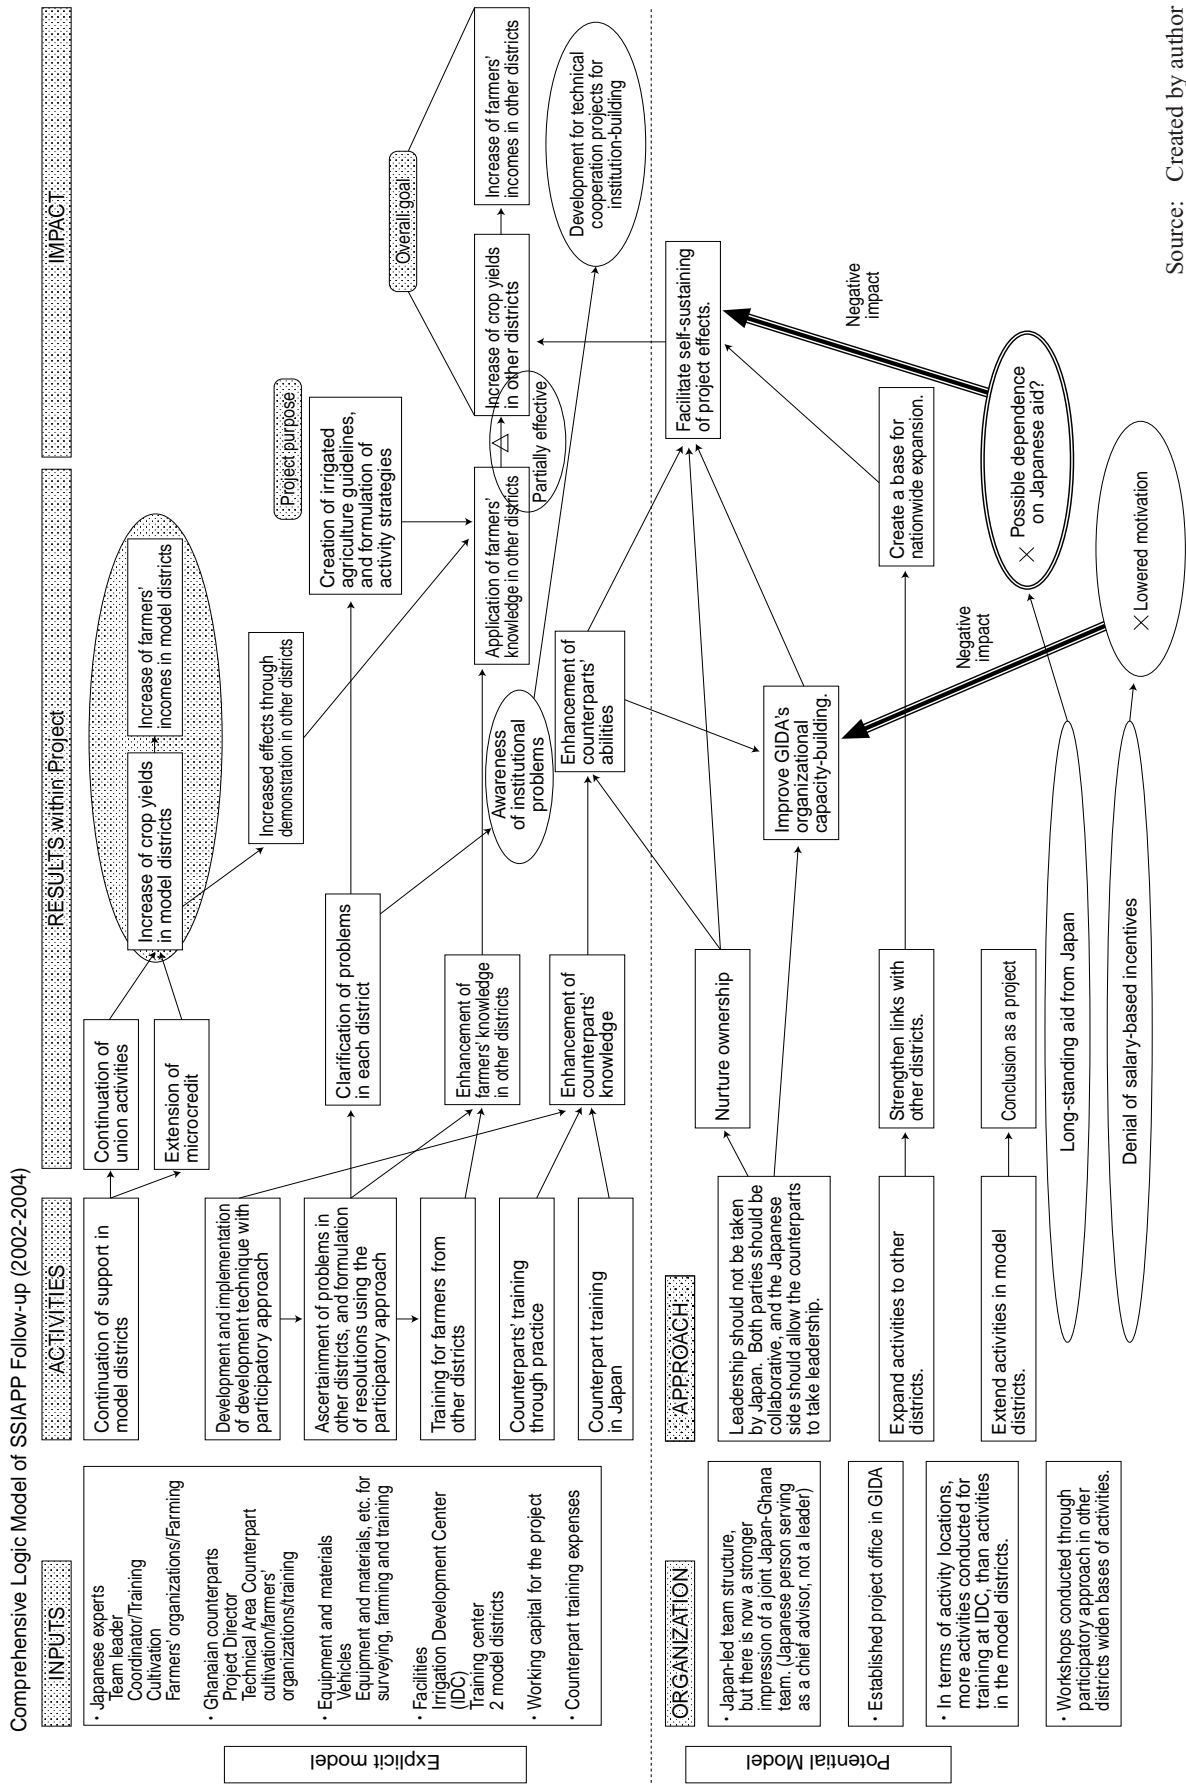 Comprehensive Logic Model of SSIAPP Follow-up (2002-2004)
INPUTS
ACTIVITIES
RESULTS within Project
IMPACT
Explicit model
・Japanese experts
Team leader
Coordinator/Training
Cultivation
Farmers' organizations/Farming
・Ghanaian counterparts
Project Director
Technical Area Counterpart
cultivation/farmers'
organizations/training
・Equipment and materials
Vehicles
Equipment and materials, etc. for
surveying, farming and training
・Facilities
Irrigation Development Center
(IDC)
Training center
2 model districts
・Working capital for the project
・Counterpart training expenses
Continuation of support in
model districts
Development and implementation
of development technique with
participatory approach
Ascertainment of problems in
other districts, and formulation
of resolutions using the
participatory approach
Training for farmers from
other districts
Counterparts' training
through practice
Counterpart training
in Japan
Continuation of
union activities
Extension of
microcredit
Increase of crop yields
in model districts
Increase of farmers'
incomes in model districts
Increased effects through
demonstration in other districts
Clarification of problems
in each district
Creation of irrigated
agriculture guidelines,
and formulation of
activity strategies
Project purpose
Enhancement of
farmers' knowledge
in other districts
Awareness
of institutional
problems
Application of farmers'
knowledge in other districts
△
Partially effective
Enhancement of
counterparts'
knowledge
Enhancement of
counterparts'
abilities
Overall goal
Increase of crop yields
in other districts
Increase of farmers'
incomes in other districts
Development for technical
cooperation projects for
institution-building
Potential Model
ORGANIZATION
APPROACH
・Japan-led team structure,
but there is now a stronger
impression of a joint Japan-Ghana
team. (Japanese person serving
as a chief advisor, not a leader)
・Established project office in GIDA
・In terms of activity locations,
more activities conducted for
training at IDC, than activities
in the model districts.
・Workshops conducted through
participatory approach in other
districts widen bases of activities.
Leadership should not be taken
by Japan. Both parties should be
collaborative, and the Japanese
side should allow the counterparts
to take leadership.
Expand activities to other
districts.
Extend activities in model
districts.
Nurture ownership
Strengthen links with
other districts.
Conclusion as a project
Improve GIDA's
organizational
capacity-building.
Facilitate self-sustaining
of project effects.
Create a base for
nationwide expansion.
Negative
impact
Negative
impact
× Possible dependence
on Japanese aid?
× Lowered motivation
Long-standing aid from Japan
Denial of salary-based incentives
Source: Created by author